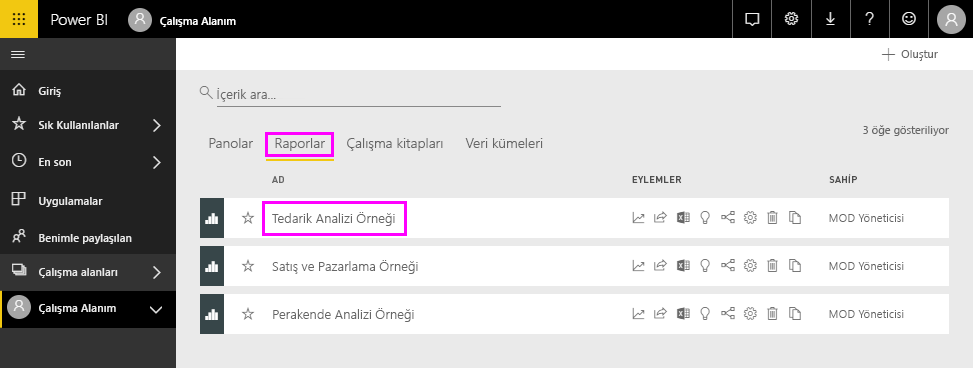 Power BI Çalışma Alanım
Oluştur
Giriş
Sık Kullanılanlar
En son
Uygulamalar
Benimle paylaşılan
Çalışma alanları
Çalışma Alanım
İçerik ara...
Panolar Raporlar Çalışma kitapları Veri kümeleri
3 öğe gösteriliyor
AD EYLEMLER SAHİP
Tedarik Analizi Örneği MOD Yöneticisi
Satış ve Pazarlama Örneği MOD Yöneticisi
Perakende Analizi Örneği MOD Yöneticisi